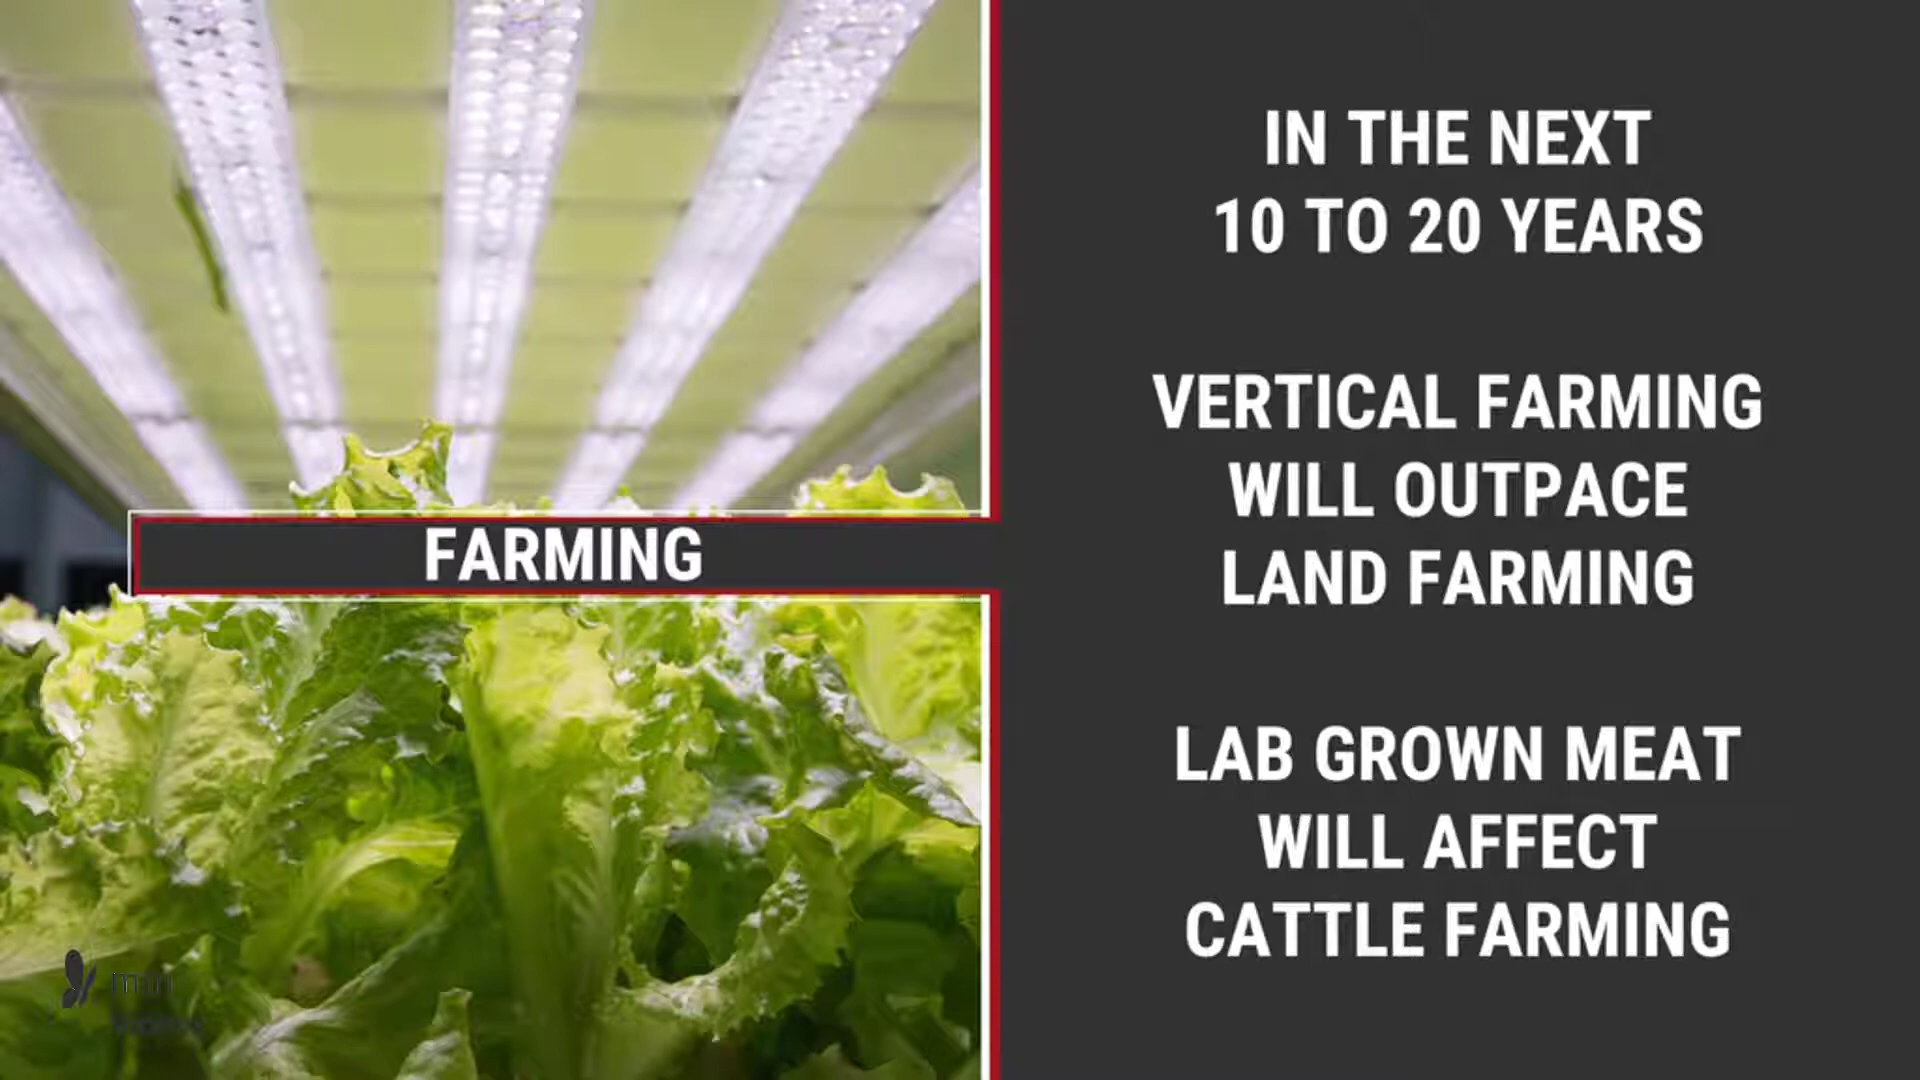 FARMING
IN THE NEXT
10 TO 20 YEARS
VERTICAL FARMING
WILL OUTPACE
LAND FARMING
LAB GROWN MEAT
WILL AFFECT
CATTLE FARMING